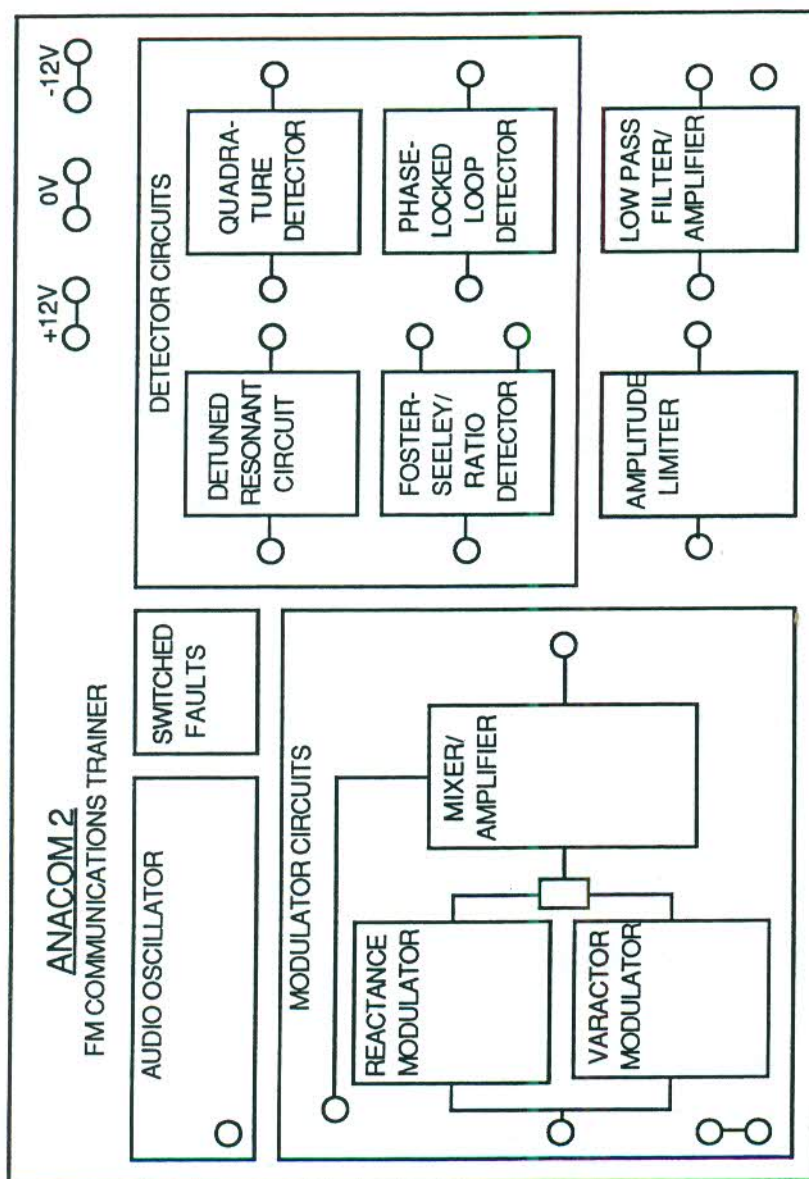 ANACOM 2
FM COMMUNICATIONS TRAINER
+12V
0V
-12V
AUDIO OSCILLATOR
SWITCHED
FAULTS
MODULATOR CIRCUITS
REACTANCE
MODULATOR
VARACTOR
MODULATOR
MIXER/
AMPLIFIER
DETECTOR CIRCUITS
DETUNED
RESONANT
CIRCUIT
QUADRA-
TURE
DETECTOR
FOSTER-
SEELEY/
RATIO
DETECTOR
PHASE-
LOCKED
LOOP
DETECTOR
AMPLITUDE
LIMITER
LOW PASS
FILTER/
AMPLIFIER